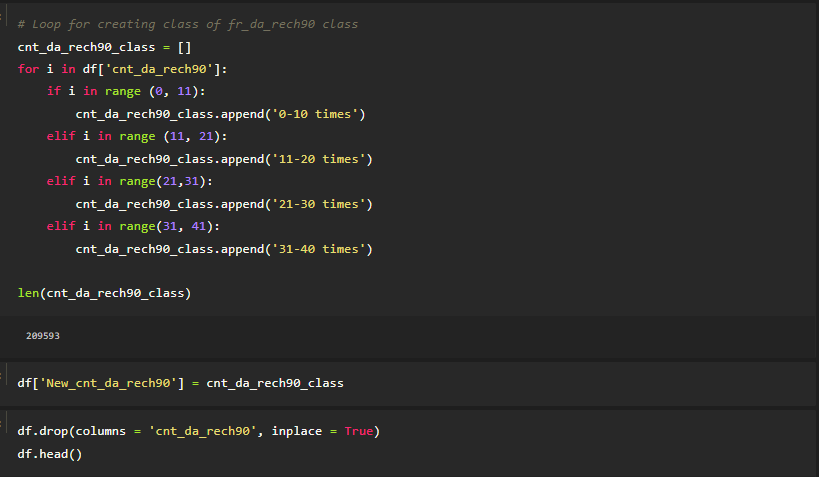 # Loop for creating class of fr_da_rech90 class
cnt_da_rech90_class = []
for i in df['cnt_da_rech90']:
    if i in range (0, 11):
        cnt_da_rech90_class.append('0-10 times')
    elif i in range (11, 21):
        cnt_da_rech90_class.append('11-20 times')
    elif i in range(21,31):
        cnt_da_rech90_class.append('21-30 times')
    elif i in range(31, 41):
        cnt_da_rech90_class.append('31-40 times')
len(cnt_da_rech90_class)
209593
df['New_cnt_da_rech90'] = cnt_da_rech90_class
df.drop(columns = 'cnt_da_rech90', inplace = True)
df.head()